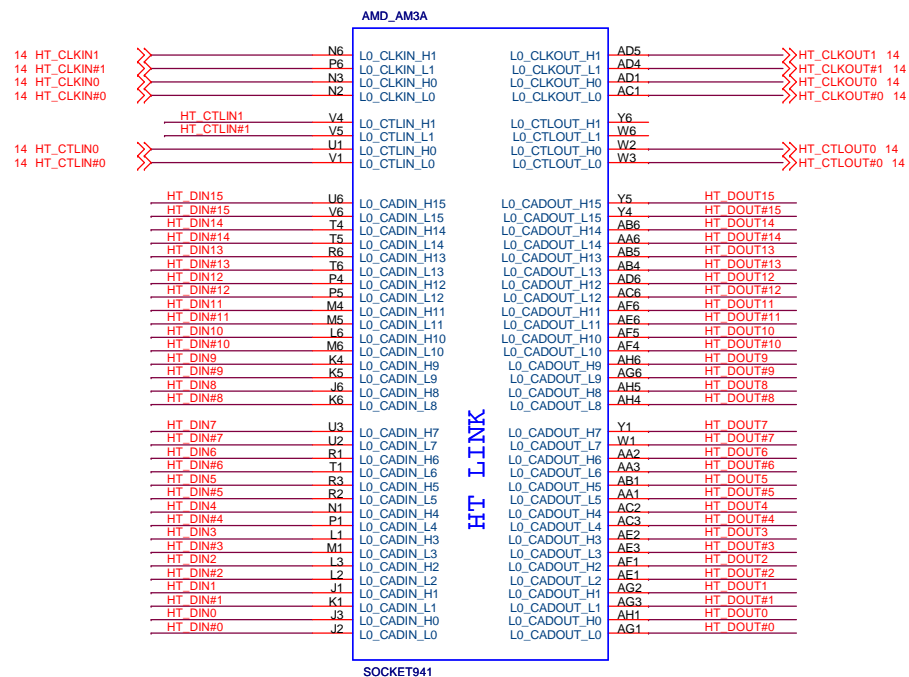 AMD_AM3A
14 HT_CLKIN1 N6 L0_CLKIN_H1 L0_CLKOUT_H1 AD5 HT_CLKOUT1 14
14 HT_CLKIN#1 P6 L0_CLKIN_L1 L0_CLKOUT_L1 AD4 HT_CLKOUT#1 14
14 HT_CLKIN0 N3 L0_CLKIN_H0 L0_CLKOUT_H0 AD1 HT_CLKOUT0 14
14 HT_CLKIN#0 N2 L0_CLKIN_L0 L0_CLKOUT_L0 AC1 HT_CLKOUT#0 14
HT_CTLIN1 V4 L0_CTLIN_H1 L0_CTLOUT_H1 Y6
HT_CTLIN#1 V5 L0_CTLIN_L1 L0_CTLOUT_L1 W6
14 HT_CTLIN0 U1 L0_CTLIN_H0 L0_CTLOUT_H0 W2 HT_CTLOUT0 14
14 HT_CTLIN#0 V1 L0_CTLIN_L0 L0_CTLOUT_L0 W3 HT_CTLOUT#0 14
HT_DIN15 U6 L0_CADIN_H15 L0_CADOUT_H15 Y5 HT_DOUT15
HT_DIN#15 V6 L0_CADIN_L15 L0_CADOUT_L15 Y4 HT_DOUT#15
HT_DIN14 T4 L0_CADIN_H14 L0_CADOUT_H14 AB6 HT_DOUT14
HT_DIN#14 T5 L0_CADIN_L14 L0_CADOUT_L14 AA6 HT_DOUT#14
HT_DIN13 R6 L0_CADIN_H13 L0_CADOUT_H13 AB5 HT_DOUT13
HT_DIN#13 T6 L0_CADIN_L13 L0_CADOUT_L13 AB4 HT_DOUT#13
HT_DIN12 P4 L0_CADIN_H12 L0_CADOUT_H12 AD6 HT_DOUT12
HT_DIN#12 P5 L0_CADIN_L12 L0_CADOUT_L12 AC6 HT_DOUT#12
HT_DIN11 M4 L0_CADIN_H11 L0_CADOUT_H11 AF6 HT_DOUT11
HT_DIN#11 M5 L0_CADIN_L11 L0_CADOUT_L11 AE6 HT_DOUT#11
HT_DIN10 L6 L0_CADIN_H10 L0_CADOUT_H10 AF5 HT_DOUT10
HT_DIN#10 M6 L0_CADIN_L10 L0_CADOUT_L10 AF4 HT_DOUT#10
HT_DIN9 K4 L0_CADIN_H9 L0_CADOUT_H9 AH6 HT_DOUT9
HT_DIN#9 K5 L0_CADIN_L9 L0_CADOUT_L9 AG6 HT_DOUT#9
HT_DIN8 J6 L0_CADIN_H8 L0_CADOUT_H8 AH5 HT_DOUT8
HT_DIN#8 K6 L0_CADIN_L8 L0_CADOUT_L8 AH4 HT_DOUT#8
HT_DIN7 U3 L0_CADIN_H7 L0_CADOUT_H7 Y1 HT_DOUT7
HT_DIN#7 U2 L0_CADIN_L7 L0_CADOUT_L7 W1 HT_DOUT#7
HT_DIN6 R1 L0_CADIN_H6 L0_CADOUT_H6 AA2 HT_DOUT6
HT_DIN#6 T1 L0_CADIN_L6 L0_CADOUT_L6 AA3 HT_DOUT#6
HT_DIN5 R3 L0_CADIN_H5 L0_CADOUT_H5 AB1 HT_DOUT5
HT_DIN#5 R2 L0_CADIN_L5 L0_CADOUT_L5 AA1 HT_DOUT#5
HT_DIN4 N1 L0_CADIN_H4 L0_CADOUT_H4 AC2 HT_DOUT4
HT_DIN#4 P1 L0_CADIN_L4 L0_CADOUT_L4 AC3 HT_DOUT#4
HT_DIN3 L1 L0_CADIN_H3 L0_CADOUT_H3 AE2 HT_DOUT3
HT_DIN#3 M1 L0_CADIN_L3 L0_CADOUT_L3 AE3 HT_DOUT#3
HT_DIN2 L3 L0_CADIN_H2 L0_CADOUT_H2 AF1 HT_DOUT2
HT_DIN#2 L2 L0_CADIN_L2 L0_CADOUT_L2 AE1 HT_DOUT#2
HT_DIN1 J1 L0_CADIN_H1 L0_CADOUT_H1 AG2 HT_DOUT1
HT_DIN#1 K1 L0_CADIN_L1 L0_CADOUT_L1 AG3 HT_DOUT#1
HT_DIN0 J3 L0_CADIN_H0 L0_CADOUT_H0 AH1 HT_DOUT0
HT_DIN#0 J2 L0_CADIN_L0 L0_CADOUT_L0 AG1 HT_DOUT#0
HT LINK
SOCKET941